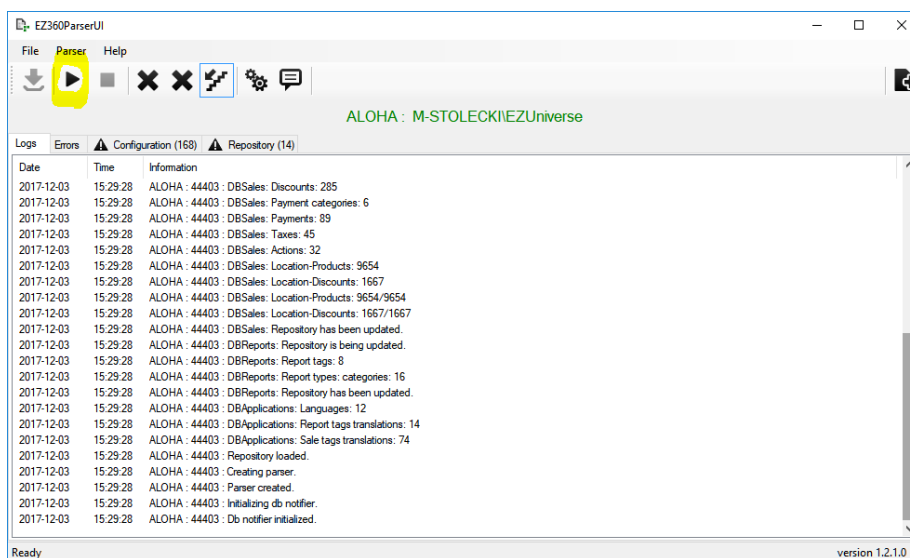 EZ360ParserUI
File Parser Help
ALOHA : M-STOLECKI\EZUniverse
Logs Errors Configuration (168) Repository (14)
Date Time Information
2017-12-03 15:29:28 ALOHA : 44403 : DBSales: Discounts: 285
2017-12-03 15:29:28 ALOHA : 44403 : DBSales: Payment categories: 6
2017-12-03 15:29:28 ALOHA : 44403 : DBSales: Payments: 89
2017-12-03 15:29:28 ALOHA : 44403 : DBSales: Taxes: 45
2017-12-03 15:29:28 ALOHA : 44403 : DBSales: Actions: 32
2017-12-03 15:29:28 ALOHA : 44403 : DBSales: Location-Products: 9654
2017-12-03 15:29:28 ALOHA : 44403 : DBSales: Location-Discounts: 1667
2017-12-03 15:29:28 ALOHA : 44403 : DBSales: Location-Products: 9654/9654
2017-12-03 15:29:28 ALOHA : 44403 : DBSales: Location-Discounts: 1667/1667
2017-12-03 15:29:28 ALOHA : 44403 : DBSales: Repository has been updated.
2017-12-03 15:29:28 ALOHA : 44403 : DBReports: Repository is being updated.
2017-12-03 15:29:28 ALOHA : 44403 : DBReports: Report tags: 8
2017-12-03 15:29:28 ALOHA : 44403 : DBReports: Report types: categories: 16
2017-12-03 15:29:28 ALOHA : 44403 : DBReports: Repository has been updated.
2017-12-03 15:29:28 ALOHA : 44403 : DBApplications: Languages: 12
2017-12-03 15:29:28 ALOHA : 44403 : DBApplications: Report tags translations: 14
2017-12-03 15:29:28 ALOHA : 44403 : DBApplications: Sale tags translations: 74
2017-12-03 15:29:28 ALOHA : 44403 : Repository loaded.
2017-12-03 15:29:28 ALOHA : 44403 : Creating parser.
2017-12-03 15:29:28 ALOHA : 44403 : Parser created.
2017-12-03 15:29:28 ALOHA : 44403 : Initializing db notifier.
2017-12-03 15:29:28 ALOHA : 44403 : Db notifier initialized.
Ready version 1.2.1.0